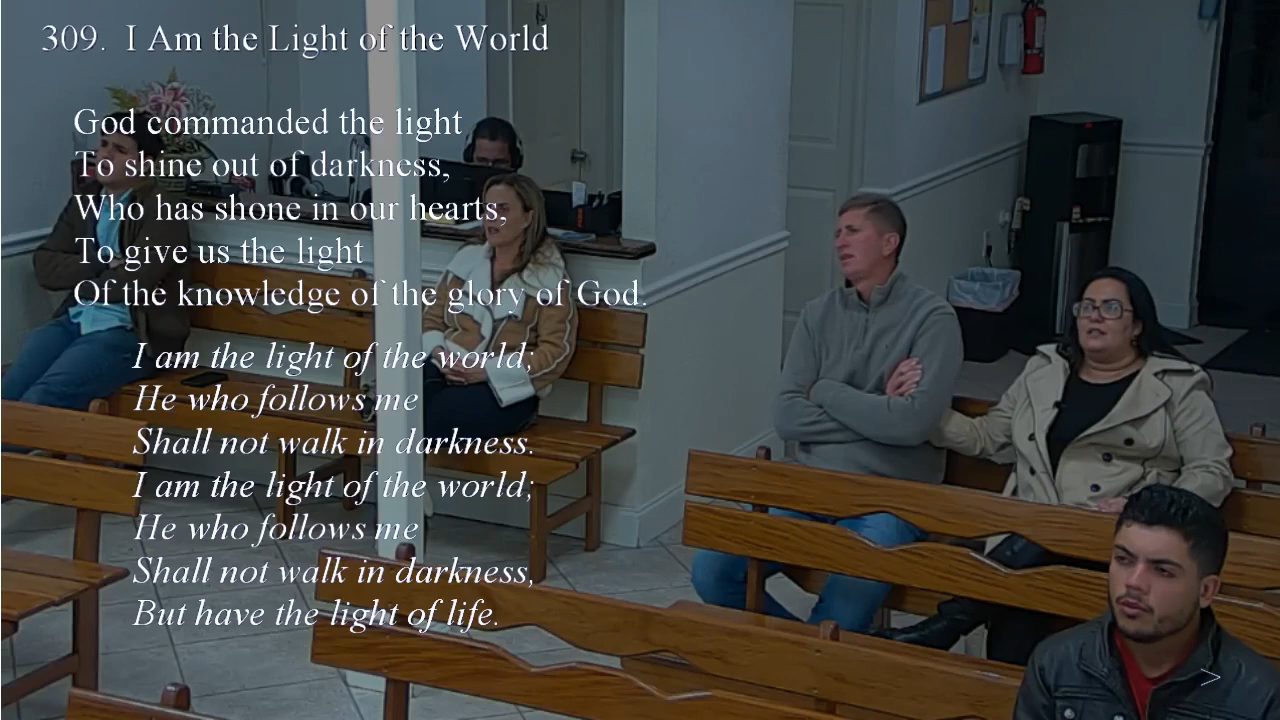 309. I Am the Light of the World
God commanded the light
To shine out of darkness,
Who has shone in our hearts,
To give us the light
Of the knowledge of the glory of God.
I am the light of the world;
He who follows me
Shall not walk in darkness.
I am the light of the world;
He who follows me
Shall not walk in darkness,
But have the light of life.
>